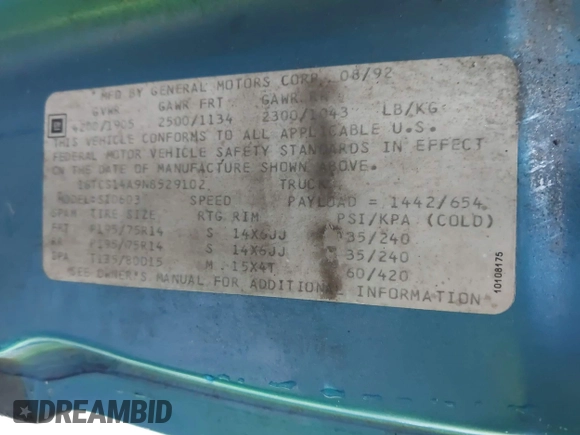 MFD BY GENERAL MOTORS CORP. 08/92
GVWR GAWR FRT GAWR
GM 4200/1905 2500/1134 2300/1043 LB/KG
THIS VEHICLE CONFORMS TO ALL APPLICABLE U.S.
FEDERAL MOTOR VEHICLE SAFETY STANDARDS IN EFFECT
ON THE DATE OF MANUFACTURE SHOWN ABOVE.
1GTCS14A9N8529102 TRUCK
MODEL:S10603 SPEED PAYLOAD = 1442/654
TIRE SIZE RTG RIM PSI/KPA (COLD)
FRT P195/75R14 S 14X6JJ 35/240
RR P195/75R14 S 14X6JJ 35/240
SPA T135/80D15 M 15X4T 60/420
SEE OWNER'S MANUAL FOR ADDITIONAL INFORMATION
10108175
DREAMBID